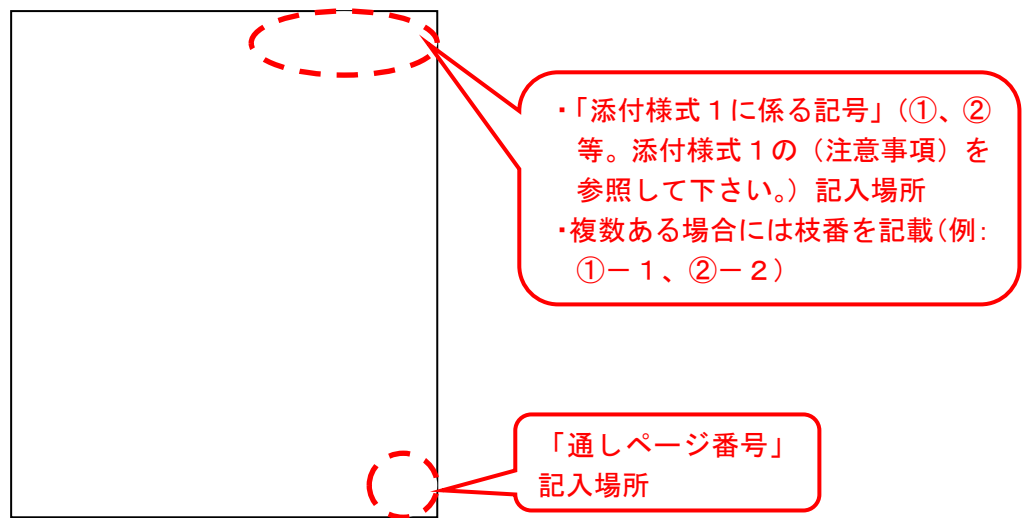 ・「添付様式１に係る記号」（①、②
等。添付様式１の（注意事項）を
参照して下さい。）記入場所
・複数ある場合には枝番を記載（例：
①－１、②－２）
「通しページ番号」
記入場所